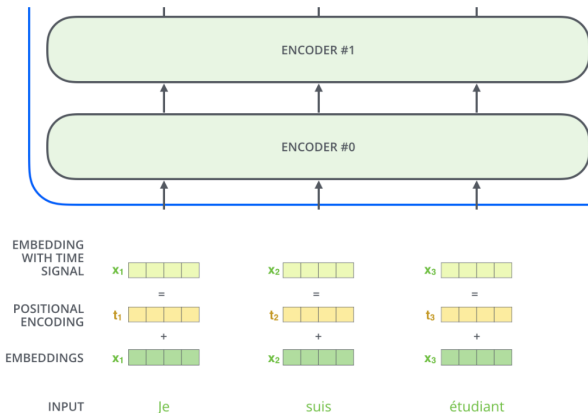 ENCODER #1
ENCODER #0
EMBEDDING
WITH TIME
SIGNAL
x₁ x₂ x₃
= = =
POSITIONAL
ENCODING
t₁ t₂ t₃
+ + +
EMBEDDINGS x₁ x₂ x₃
INPUT Je suis étudiant